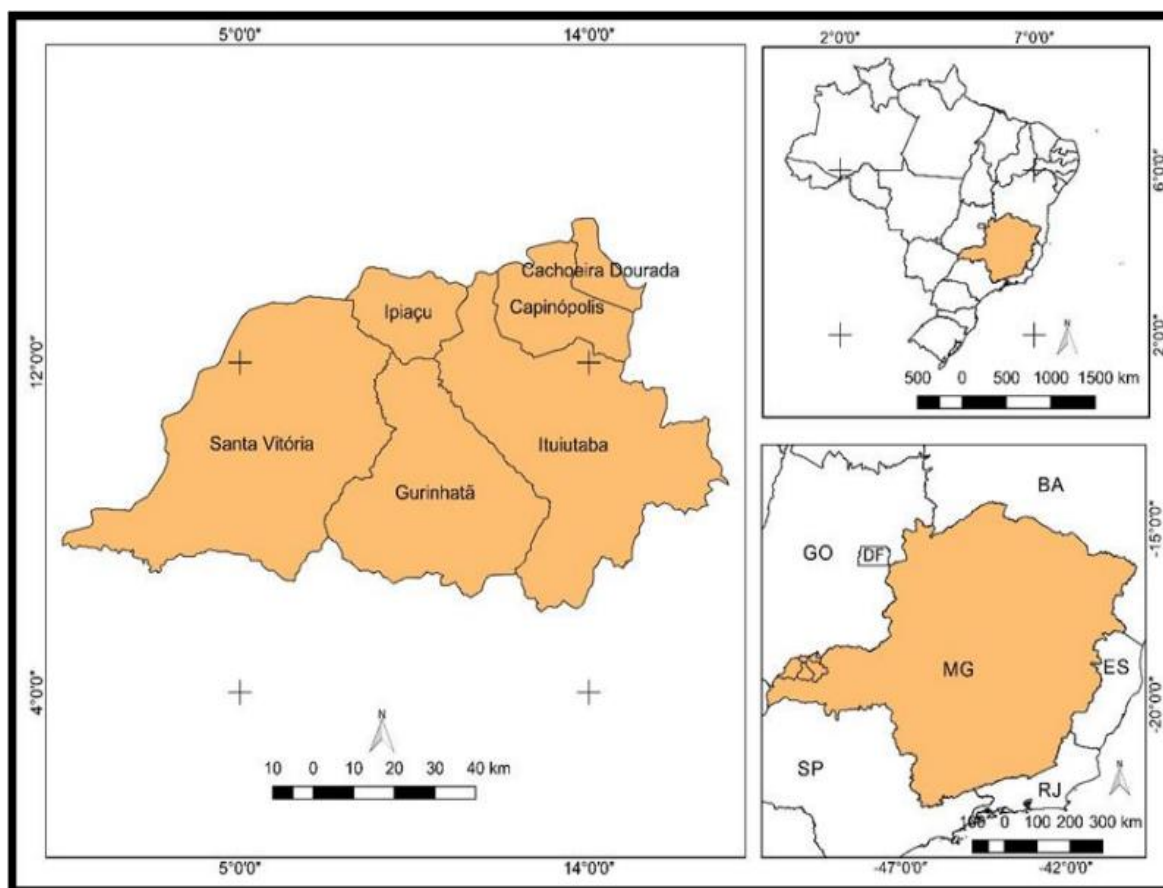 5°0'0"
14°0'0"
12°0'0"
4°0'0"
Cachoeira Dourada
Ipiaçu
Capinópolis
Santa Vitória
Ituiutaba
Gurinhatã
N
10 0 10 20 30 40 km
5°0'0"
14°0'0"
2°0'0"
7°0'0"
6°0'0"
2°0'0"
N
500 0 500 1000 1500 km
BA
GO
DF
MG
ES
SP
RJ
-15°0'0"
-20°0'0"
N
100 0 100 200 300 km
-47°0'0"
-42°0'0"